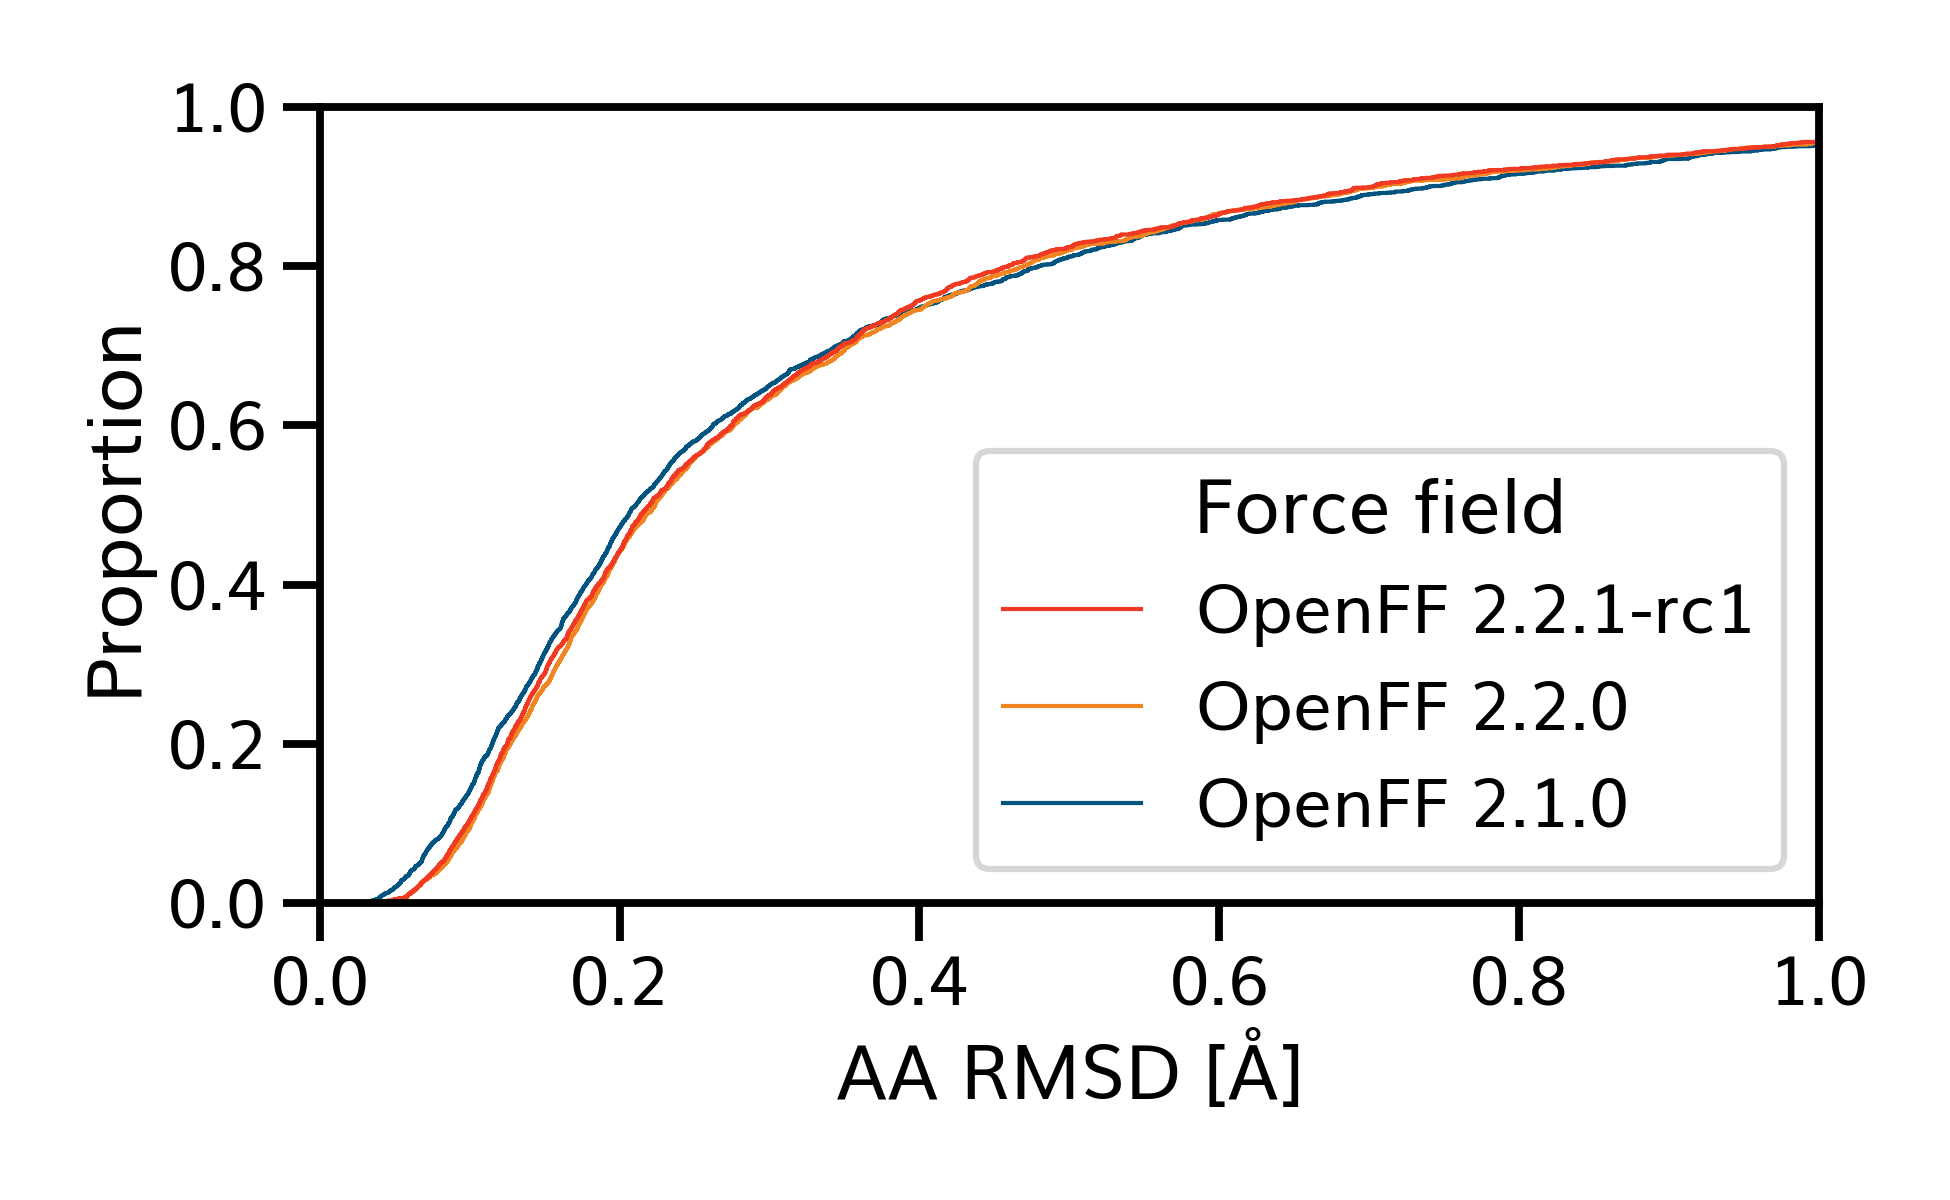 1.0
0.8
0.6
0.4
0.2
0.0
Proportion
0.0 0.2 0.4 0.6 0.8 1.0
AA RMSD [Å]
Force field
OpenFF 2.2.1-rc1
OpenFF 2.2.0
OpenFF 2.1.0